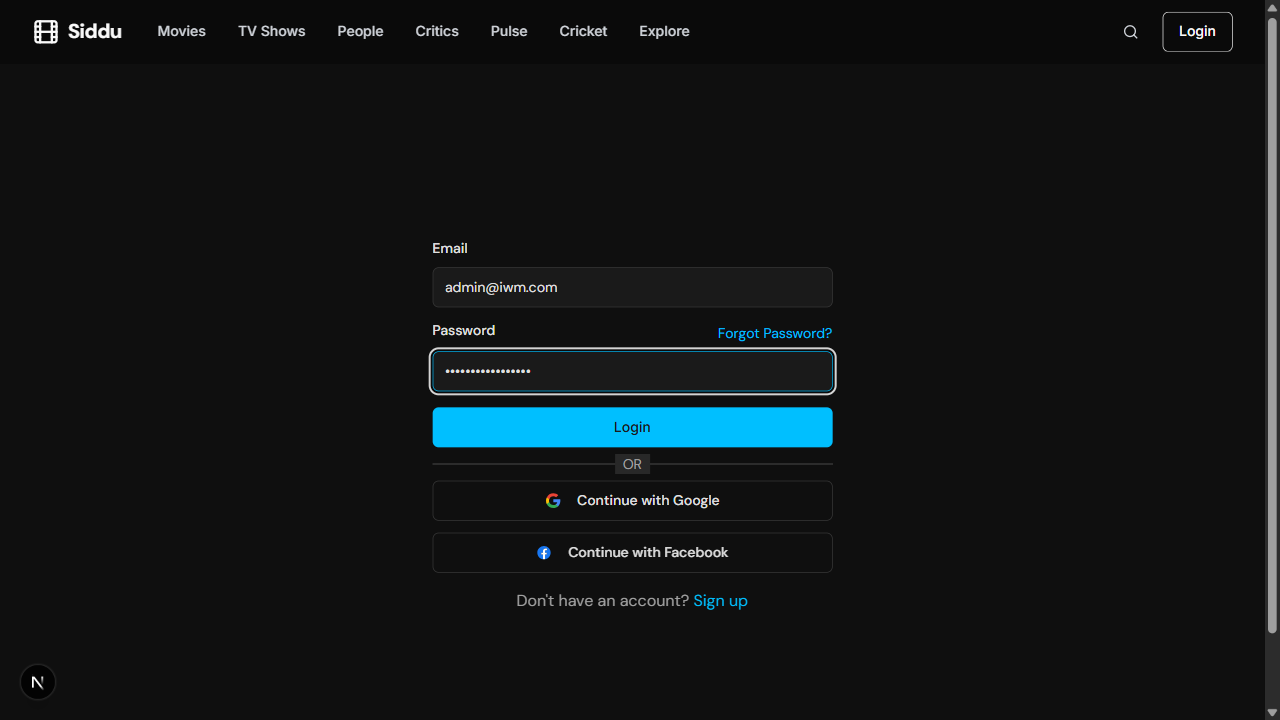 Siddu Movies TV Shows People Critics Pulse Cricket Explore Login
Email
admin@iwm.com
Password Forgot Password?
•••••••••••••••••
Login
OR
Continue with Google
Continue with Facebook
Don't have an account? Sign up
N